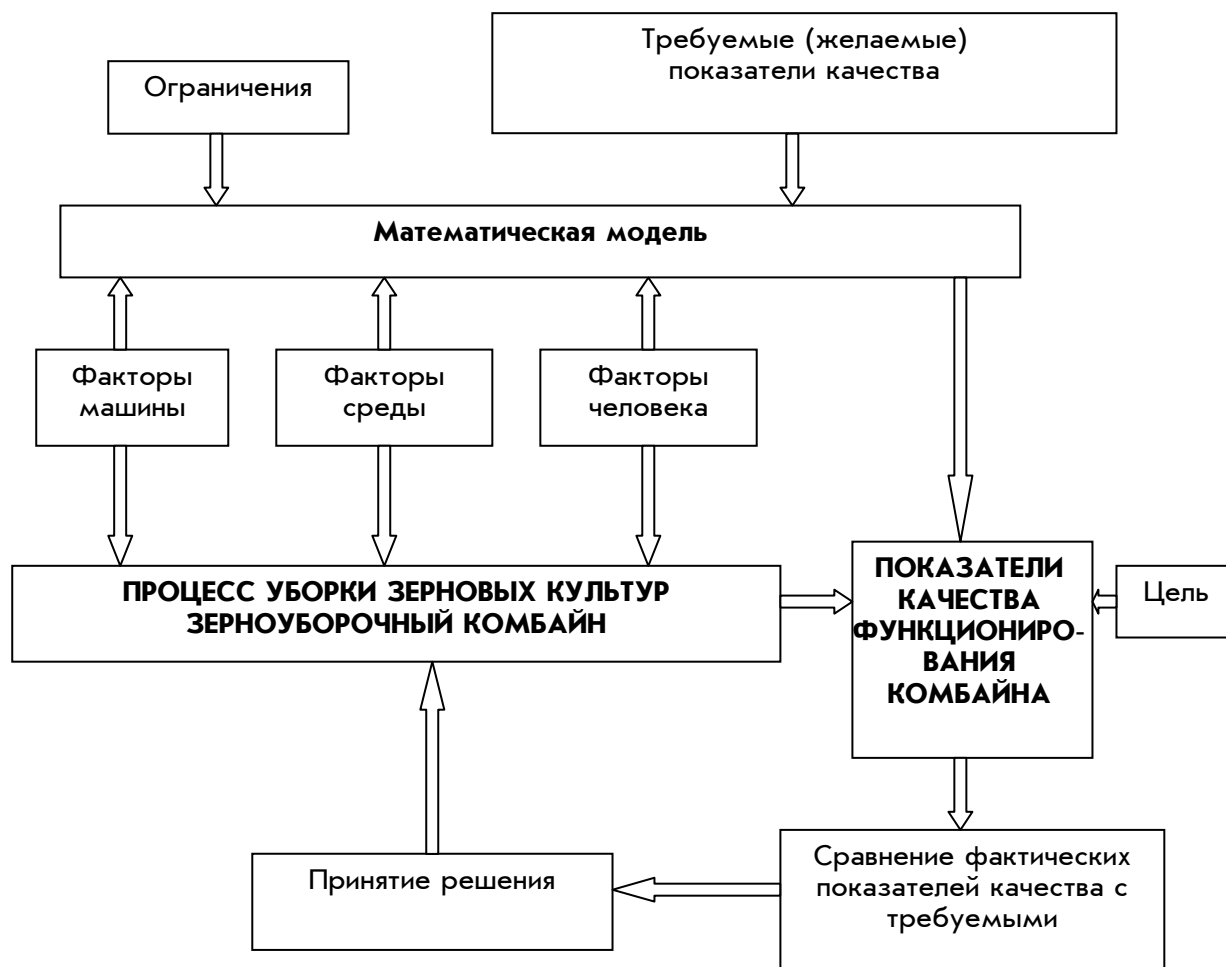 Требуемые (желаемые)
показатели качества
Ограничения
Математическая модель
Факторы
машины
Факторы
среды
Факторы
человека
ПРОЦЕСС УБОРКИ ЗЕРНОВЫХ КУЛЬТУР
ЗЕРНОУБОРОЧНЫЙ КОМБАЙН
ПОКАЗАТЕЛИ
КАЧЕСТВА
ФУНКЦИОНИРО-
ВАНИЯ
КОМБАЙНА
Цель
Принятие решения
Сравнение фактических
показателей качества с
требуемыми